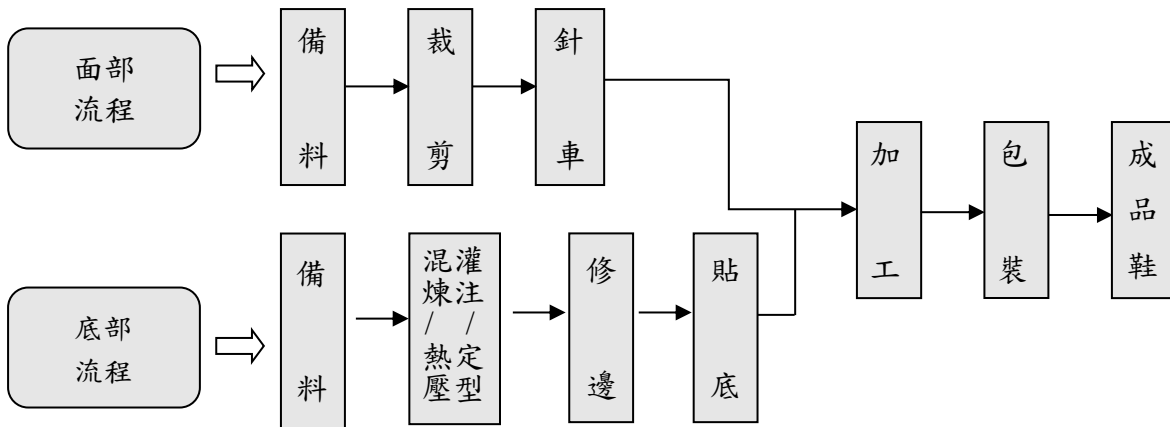 面部
流程
備料
裁剪
針車
加工
包裝
成品鞋
底部
流程
備料
混煉/熱壓
灌注/定型
修邊
貼底